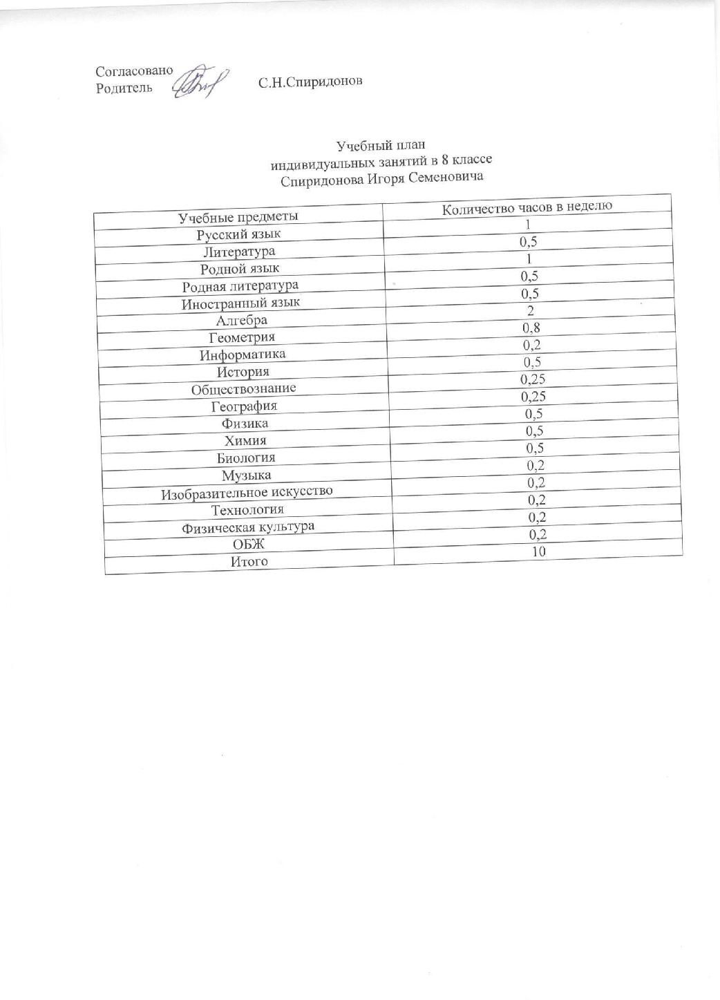 Согласовано
Родитель С.Н.Спиридонов
Учебный план
индивидуальных занятий в 8 классе
Спиридонова Игоря Семеновича
Учебные предметы Количество часов в неделю
Русский язык 1
Литература 0,5
Родной язык 1
Родная литература 0,5
Иностранный язык 0,5
Алгебра 2
Геометрия 0,8
Информатика 0,2
История 0,5
Обществознание 0,25
География 0,25
Физика 0,5
Химия 0,5
Биология 0,5
Музыка 0,2
Изобразительное искусство 0,2
Технология 0,2
Физическая культура 0,2
ОБЖ 0,2
Итого 10